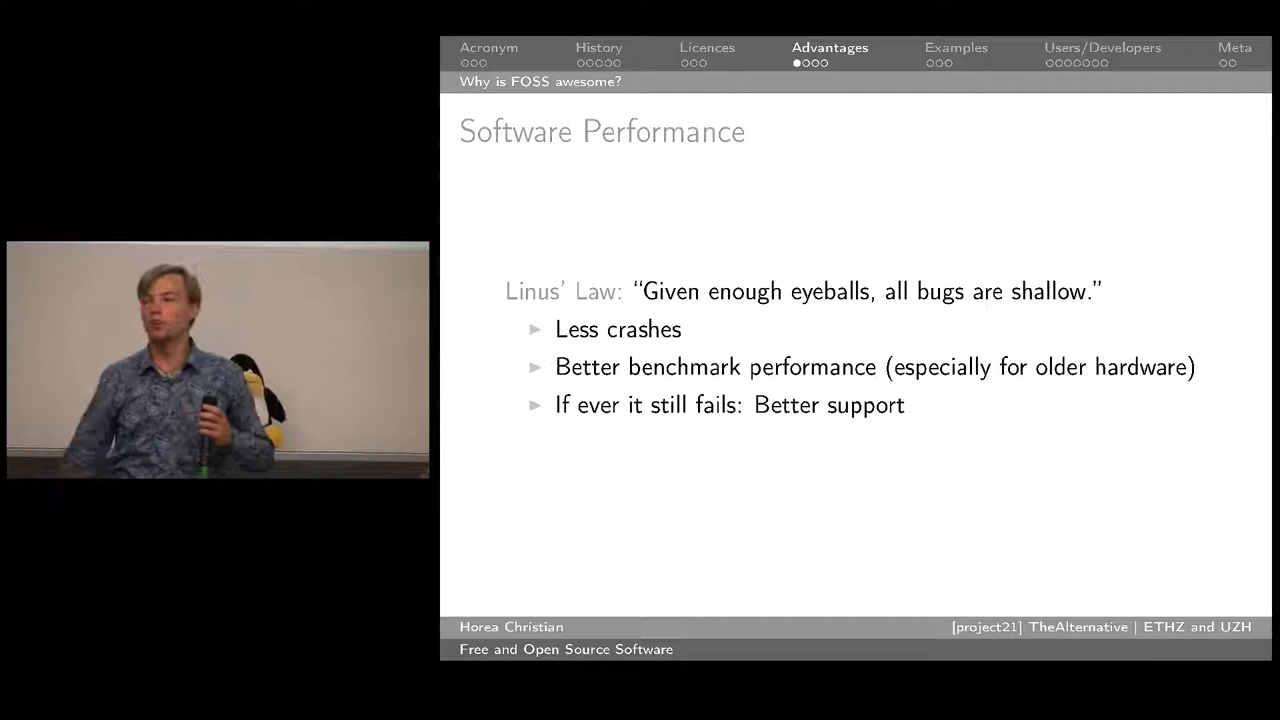 Acronym History Licences Advantages Examples Users/Developers Meta
Why is FOSS awesome?
Software Performance
Linus' Law: “Given enough eyeballs, all bugs are shallow.”
Less crashes
Better benchmark performance (especially for older hardware)
If ever it still fails: Better support
Horea Christian [project21] TheAlternative | ETHZ and UZH
Free and Open Source Software